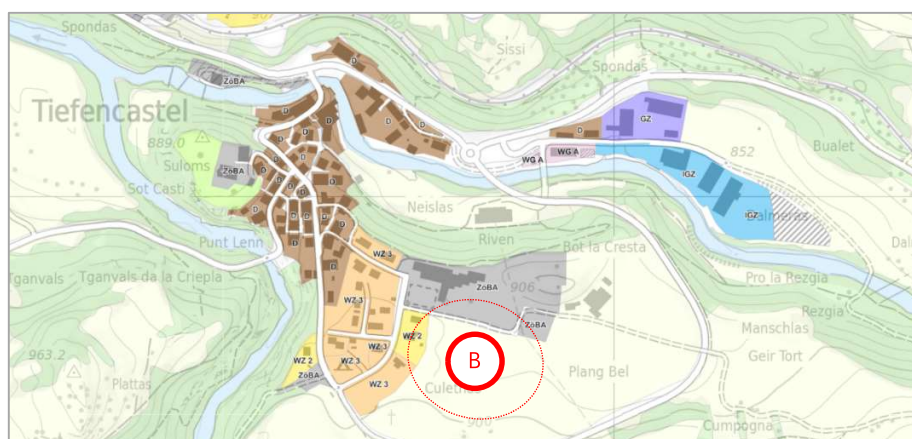 Spondas
900
Sissi
Spondas
ZöBA
D
D
Tiefencastel
D
GZ
D
889.0
Suloms
ZöBA
WG A
WG A
852
Bualet
IGZ
Sot Casti
D
D
Neislas
IGZ
Punt Lenn
Riven
Bot la Cresta
Tganvals
Tganvals da la Criepla
WZ 3
D
ZöBA
906
Pro la Rezgia
WZ 3
Rezgia
WZ 2
ZöBA
Manschlas
963.2
WZ 3
WZ 2
B
Geir Tort
Plattas
ZöBA
WZ 3
Plang Bel
Cumpogna